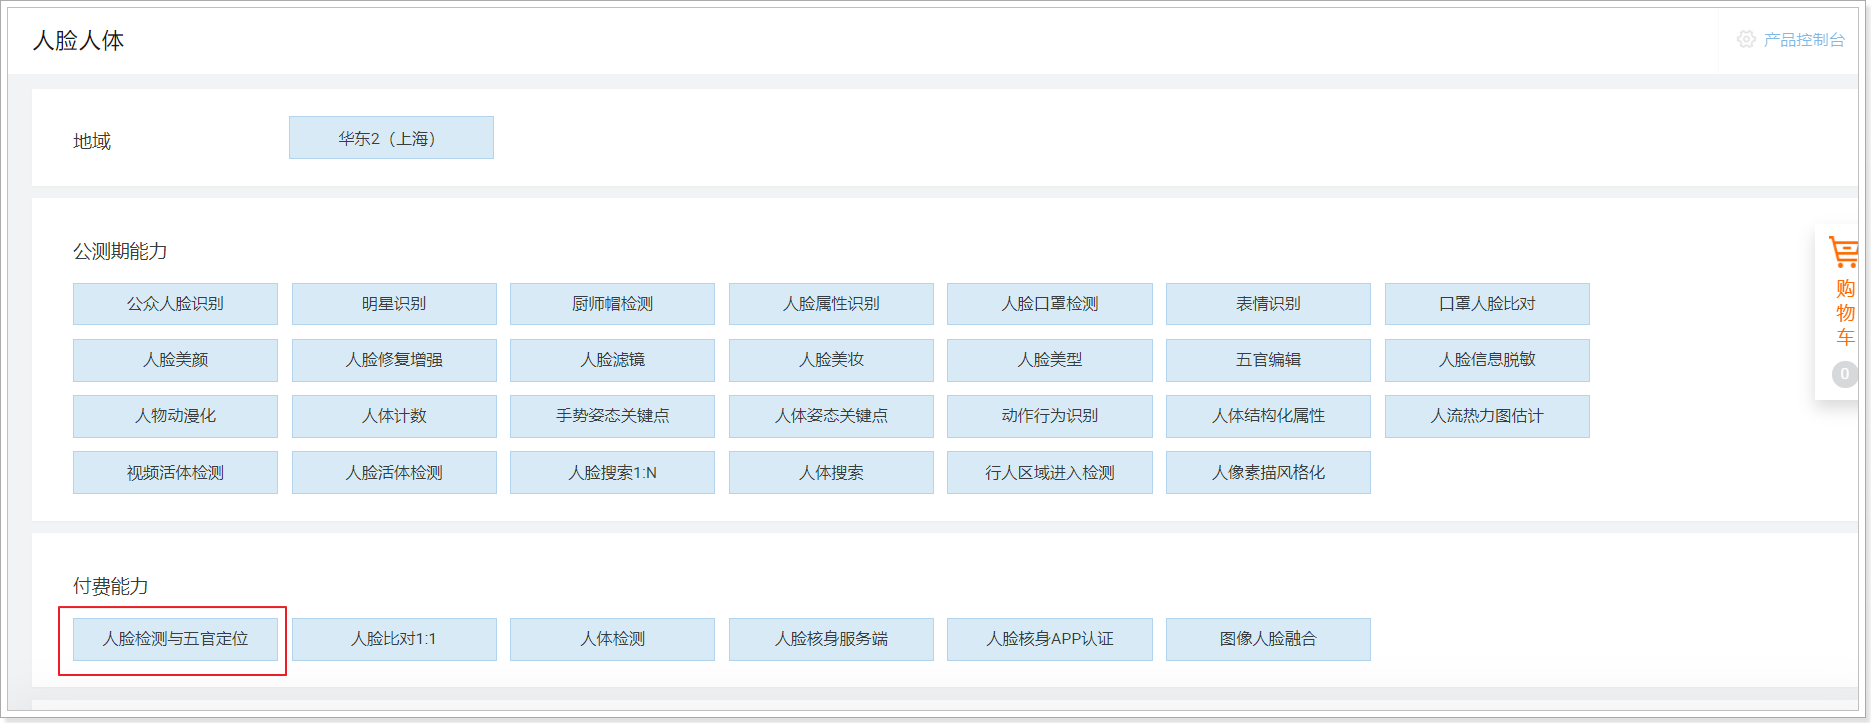 人脸人体
产品控制台
地域
华东2（上海）
公测期能力
公众人脸识别 明星识别 厨师帽检测 人脸属性识别 人脸口罩检测 表情识别 口罩人脸比对
人脸美颜 人脸修复增强 人脸滤镜 人脸美妆 人脸美型 五官编辑 人脸信息脱敏
人物动漫化 人体计数 手势姿态关键点 人体姿态关键点 动作行为识别 人体结构化属性 人流热力图估计
视频活体检测 人脸活体检测 人脸搜索1:N 人体搜索 行人区域进入检测 人像素描风格化
付费能力
人脸检测与五官定位 人脸比对1:1 人体检测 人脸核身服务端 人脸核身APP认证 图像人脸融合
购
物
车
0